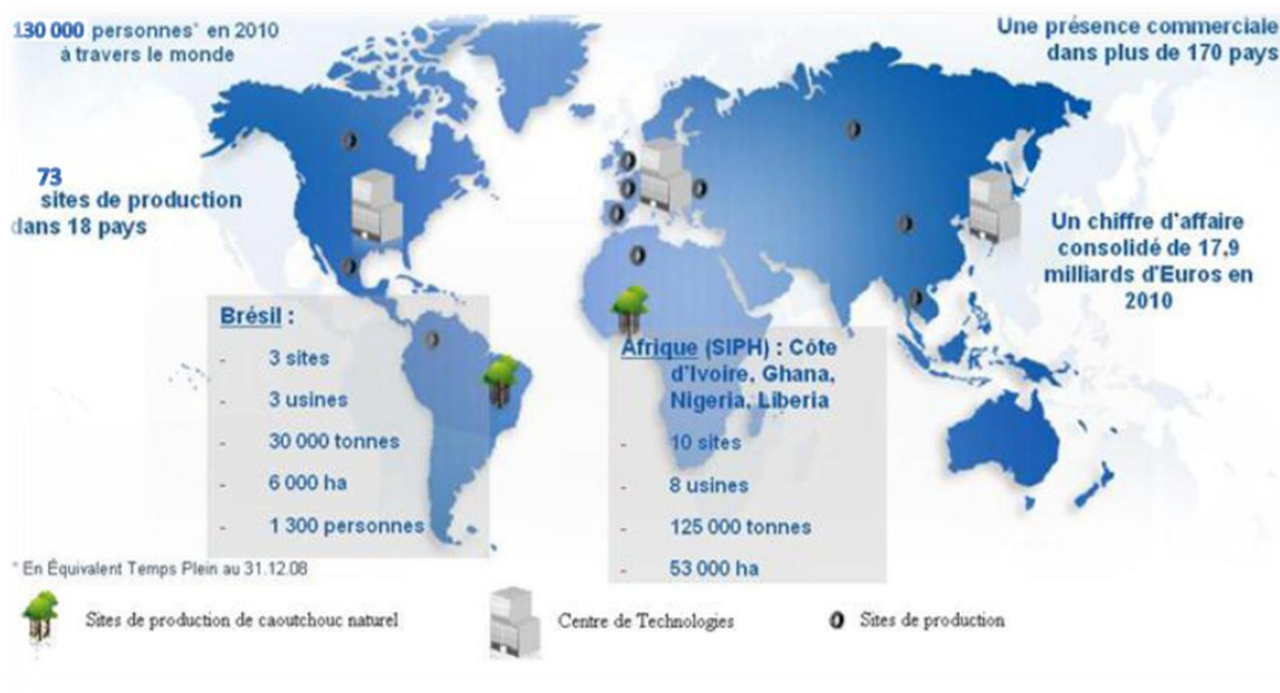 130 000 personnes* en 2010
à travers le monde
Une présence commerciale
dans plus de 170 pays
73
sites de production
dans 18 pays
Un chiffre d'affaire
consolidé de 17,9
milliards d'Euros en
2010
Brésil :
- 3 sites
- 3 usines
- 30 000 tonnes
- 6 000 ha
- 1 300 personnes
Afrique (SIPH) : Côte
d'Ivoire, Ghana,
Nigeria, Liberia
- 10 sites
- 8 usines
- 125 000 tonnes
- 53 000 ha
* En Équivalent Temps Plein au 31.12.08
Sites de production de caoutchouc naturel
Centre de Technologies
Sites de production